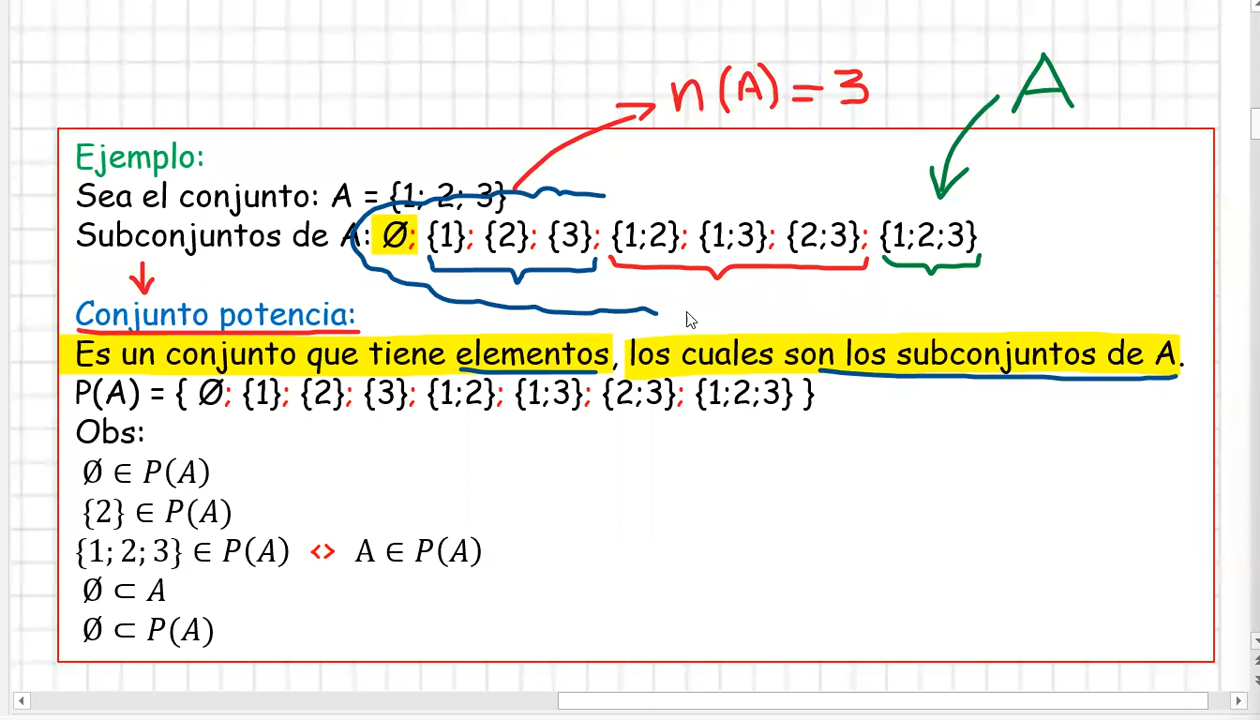 n(A)=3
A
Ejemplo:
Sea el conjunto: A = {1; 2; 3}
Subconjuntos de A: Ø; {1}; {2}; {3}; {1;2}; {1;3}; {2;3}; {1;2;3}
Conjunto potencia:
Es un conjunto que tiene elementos, los cuales son los subconjuntos de A.
P(A) = { Ø; {1}; {2}; {3}; {1;2}; {1;3}; {2;3}; {1;2;3} }
Obs:
Ø ∈ P(A)
{2} ∈ P(A)
{1; 2; 3} ∈ P(A) <> A ∈ P(A)
Ø ⊂ A
Ø ⊂ P(A)